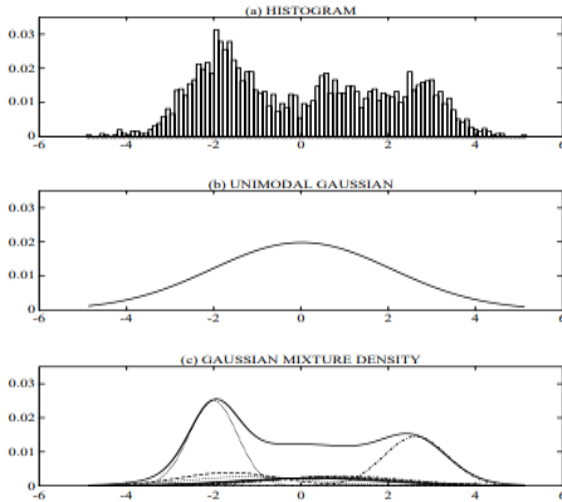 (a) HISTOGRAM
0.03
0.02
0.01
0
-6 -4 -2 0 2 4 6
(b) UNIMODAL GAUSSIAN
0.03
0.02
0.01
0
-6 -4 -2 0 2 4 6
(c) GAUSSIAN MIXTURE DENSITY
0.03
0.02
0.01
0
-6 -4 -2 0 2 4 6